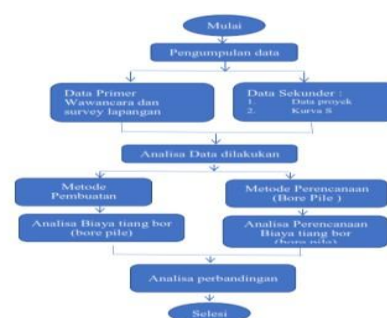 Mulai
Pengumpulan data
Data Primer
Wawancara dan
survey lapangan
Data Sekunder :
1. Data proyek
2. Kurva S
Analisa Data dilakukan
Metode
Pembuatan
Metode Perencanaan
(Bore Pile )
Analisa Biaya tiang bor
(bore pile)
Analisa Perencanaan
Biaya tiang bor
(bore pile)
Analisa perbandingan
Selesi